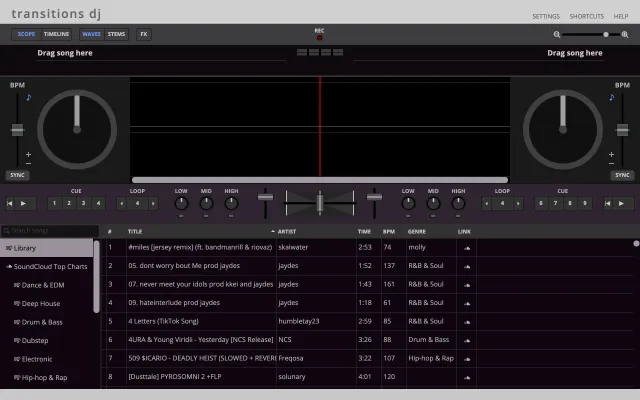 transitions dj
SETTINGS SHORTCUTS HELP
SCOPE TIMELINE WAVES STEMS FX REC
Drag song here Drag song here
BPM BPM
SYNC SYNC
CUE LOOP LOW MID HIGH LOW MID HIGH LOOP CUE
1 2 3 4 4 4 6 7 8 9
Search songs
# TITLE ARTIST TIME BPM GENRE LINK
Library
1 #miles [jersey remix] (ft, bandmanrill & riovaz) skaiwater 2:53 74 molly
SoundCloud Top Charts
2 05. dont worry bout Me prod jaydes jaydes 1:52 137 R&B & Soul
Dance & EDM
3 07. never meet your idols prod kkei and jaydes jaydes 1:43 161 R&B & Soul
Deep House
4 09. hateinterlude prod jaydes jaydes 1:18 61 R&B & Soul
Drum & Bass
5 4 Letters (TikTok Song) humbletay23 2:59 85 R&B & Soul
Dubstep
6 4URA & Young Viridii - Yesterday [NCS Release] NCS 3:26 88 Drum & Bass
Electronic
7 509 $ICARIO - DEADLY HEIST (SLOWED + REVER Freqosa 3:22 107 Hip-hop & Rap
Hip-hop & Rap
8 [Dusttale] PYROSOMNI 2 +FLP solunary 4:01 120